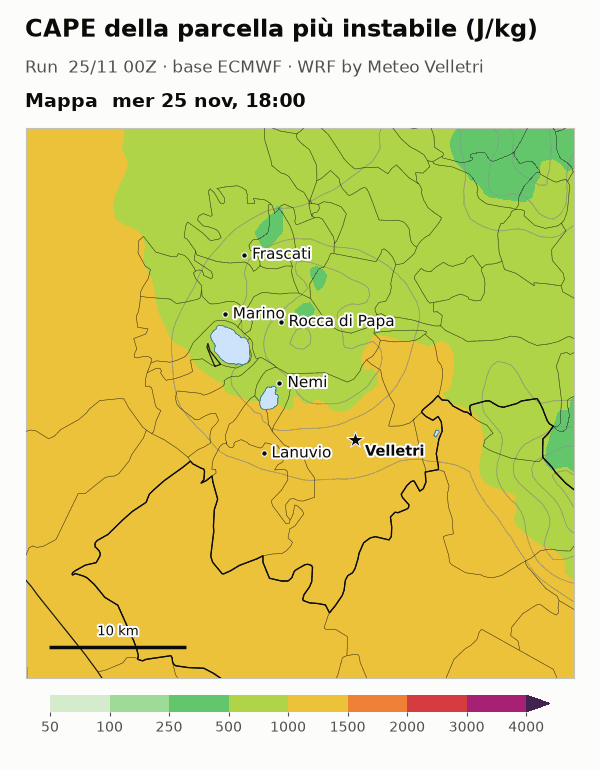 CAPE della parcella più instabile (J/kg)
Run  25/11 00Z · base ECMWF · WRF by Meteo Velletri
Mappa  mer 25 nov, 18:00
Frascati
Marino
Rocca di Papa
Nemi
Velletri
Lanuvio
10 km
50 100 250 500 1000 1500 2000 3000 4000